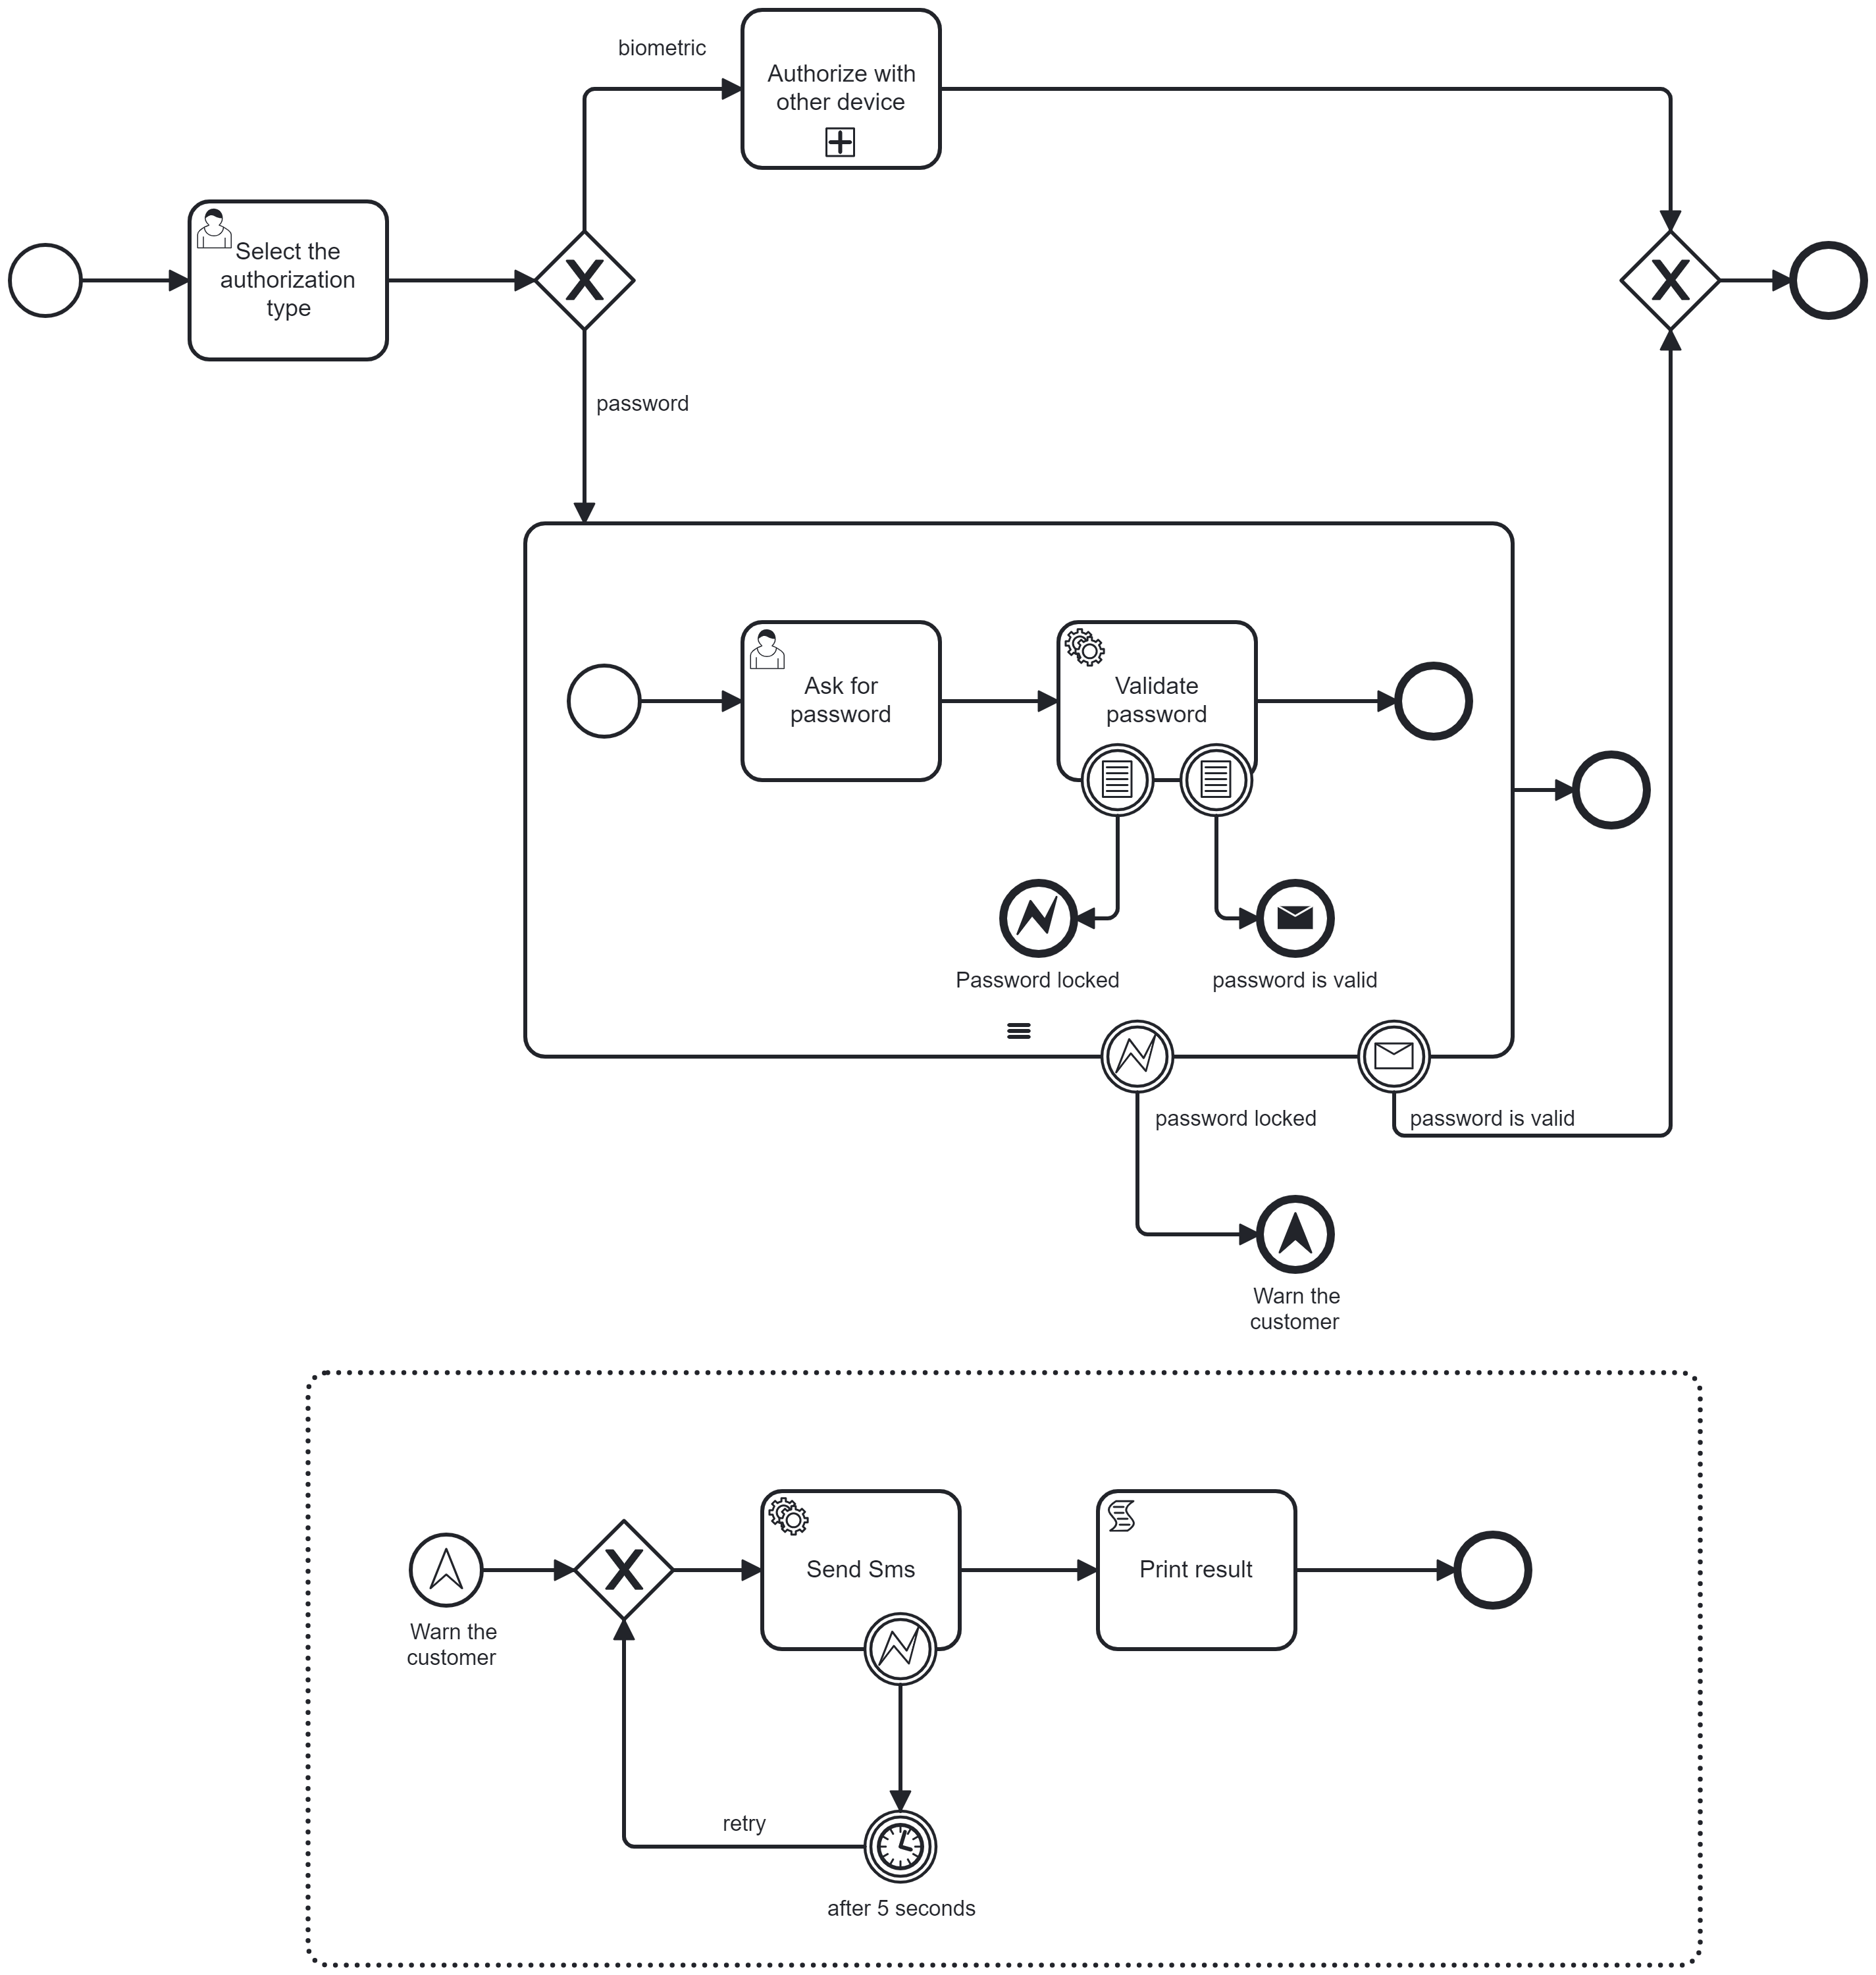 biometric
Authorize with
other device
Select the
authorization
type
password
Ask for
password
Validate
password
Password locked
password is valid
password locked
password is valid
Warn the
customer
Warn the
customer
Send Sms
Print result
retry
after 5 seconds